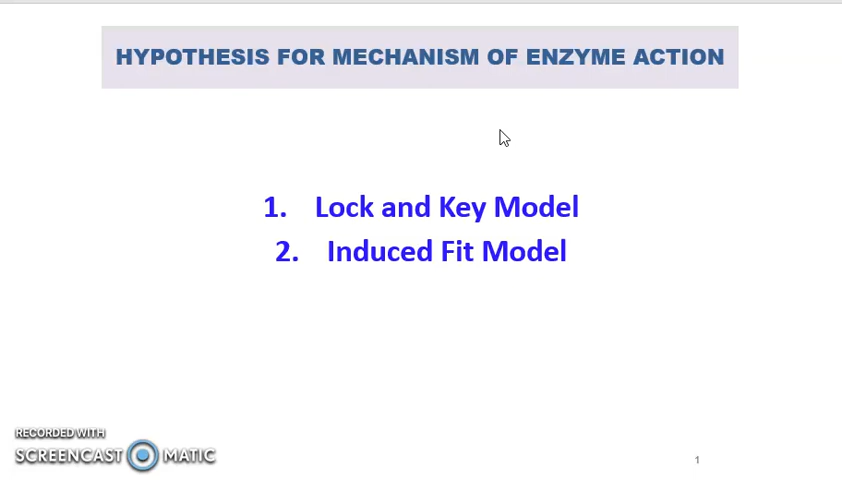 HYPOTHESIS FOR MECHANISM OF ENZYME ACTION
1. Lock and Key Model
2. Induced Fit Model
RECORDED WITH
SCREENCAST MATIC
1